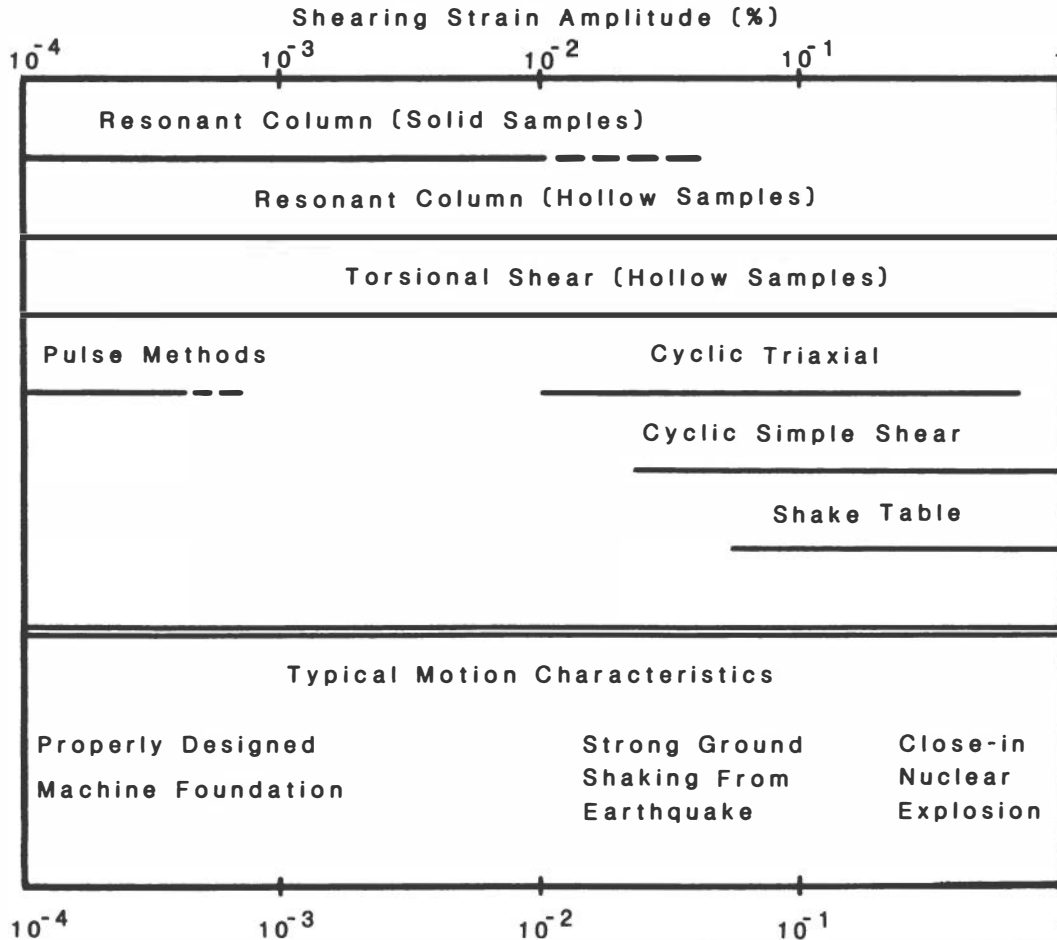 Shearing Strain Amplitude (%)
10⁻⁴ 10⁻³ 10⁻² 10⁻¹
Resonant Column (Solid Samples)
Resonant Column (Hollow Samples)
Torsional Shear (Hollow Samples)
Pulse Methods Cyclic Triaxial
Cyclic Simple Shear
Shake Table
Typical Motion Characteristics
Properly Designed
Machine Foundation
Strong Ground
Shaking From
Earthquake
Close-in
Nuclear
Explosion
10⁻⁴ 10⁻³ 10⁻² 10⁻¹